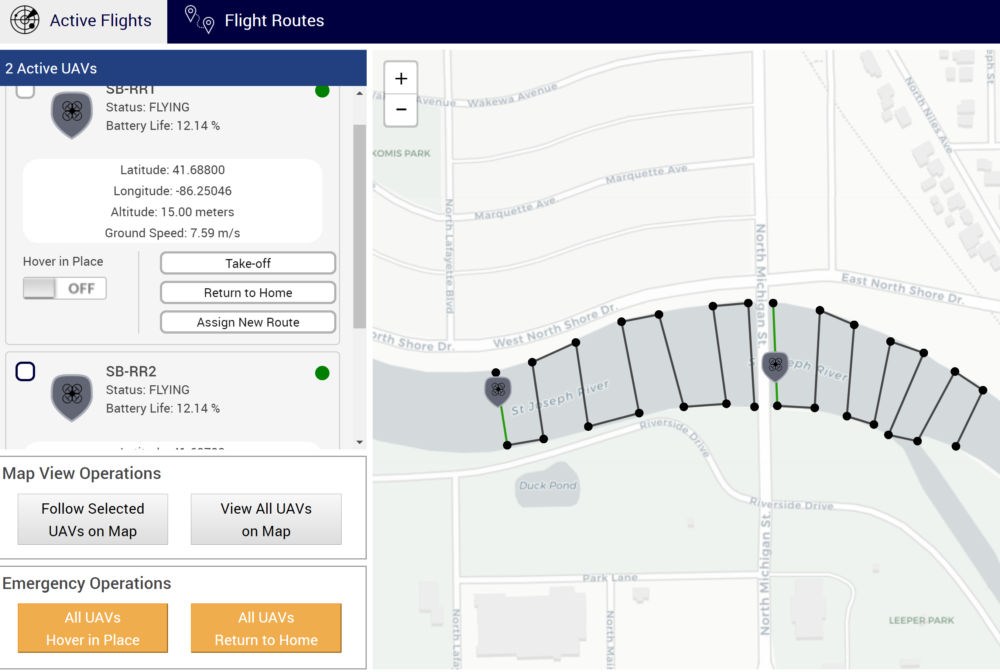 Active Flights
Flight Routes
2 Active UAVs
SB-RR1
Status: FLYING
Battery Life: 12.14 %
Latitude: 41.68800
Longitude: -86.25046
Altitude: 15.00 meters
Ground Speed: 7.59 m/s
Hover in Place
OFF
Take-off
Return to Home
Assign New Route
SB-RR2
Status: FLYING
Battery Life: 12.14 %
Map View Operations
Follow Selected
UAVs on Map
View All UAVs
on Map
Emergency Operations
All UAVs
Hover in Place
All UAVs
Return to Home
+
−
Avenue
Wakewa Avenue
KOMIS PARK
Marquette Ave.
Marquette Ave.
North Lafayette Blvd.
North Michigan St.
North Niles Ave.
eph St.
East North Shore Dr.
West North Shore Dr.
orth Shore Dr.
St Joseph River
eph River
Riverside Drive
Duck Pond
Riverside Drive
North Michigan St.
Park Lane
North Lafay
North Main
LEEPER PARK